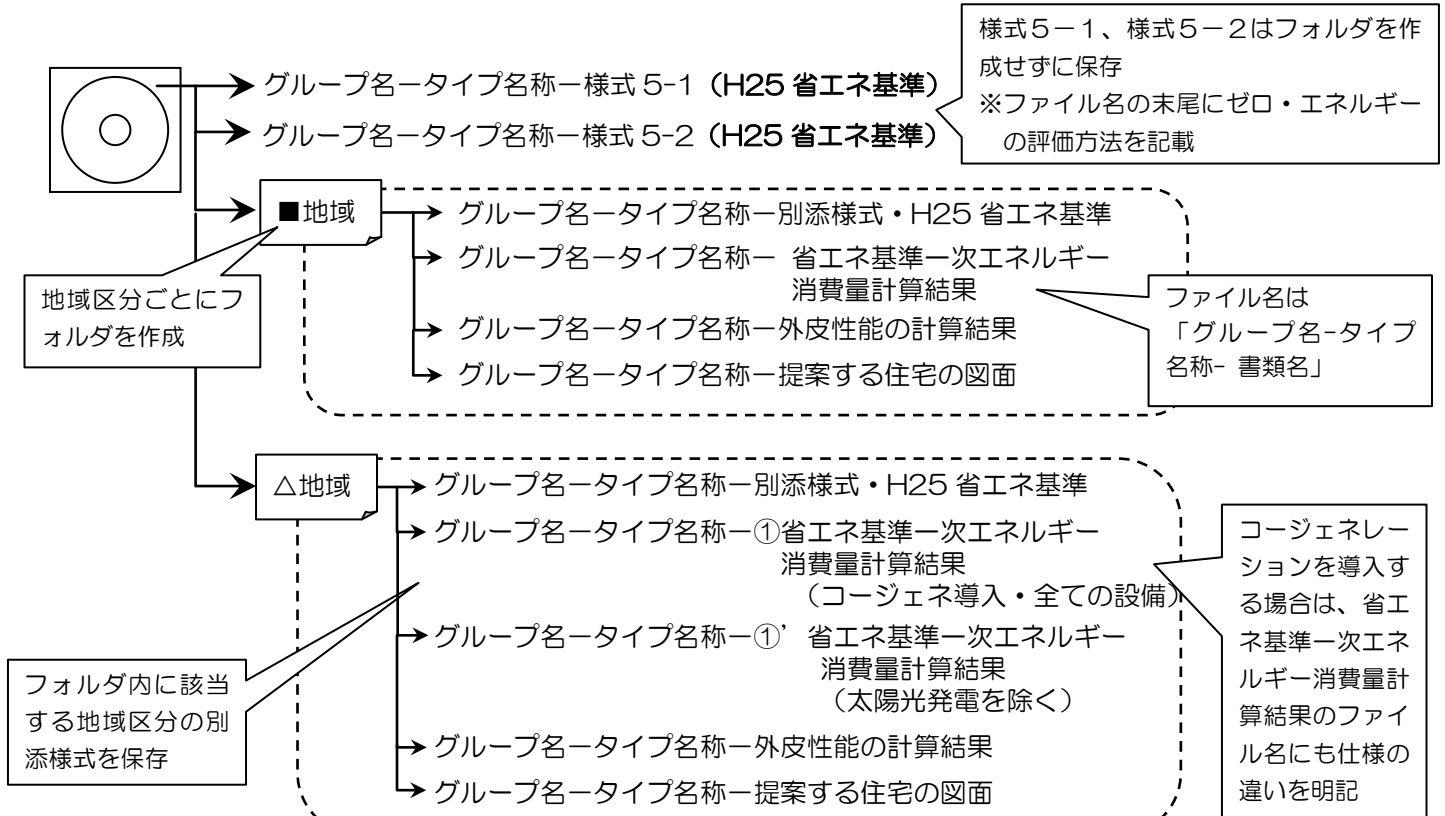 様式５－１、様式５－２はフォルダを作
成せずに保存
※ファイル名の末尾にゼロ・エネルギー
の評価方法を記載
グループ名－タイプ名称－様式 5-1（H25 省エネ基準）
グループ名－タイプ名称－様式 5-2（H25 省エネ基準）
■地域
グループ名－タイプ名称－別添様式・H25 省エネ基準
グループ名－タイプ名称－ 省エネ基準一次エネルギー
消費量計算結果
グループ名－タイプ名称－外皮性能の計算結果
グループ名－タイプ名称－提案する住宅の図面
地域区分ごとにフ
ォルダを作成
ファイル名は
「グループ名-タイプ
名称- 書類名」
△地域
グループ名－タイプ名称－別添様式・H25 省エネ基準
グループ名－タイプ名称－①省エネ基準一次エネルギー
消費量計算結果
（コージェネ導入・全ての設備）
グループ名－タイプ名称－①’省エネ基準一次エネルギー
消費量計算結果
（太陽光発電を除く）
グループ名－タイプ名称－外皮性能の計算結果
グループ名－タイプ名称－提案する住宅の図面
フォルダ内に該当
する地域区分の別
添様式を保存
コージェネレー
ションを導入す
る場合は、省エ
ネ基準一次エネ
ルギー消費量計
算結果のファイ
ル名にも仕様の
違いを明記